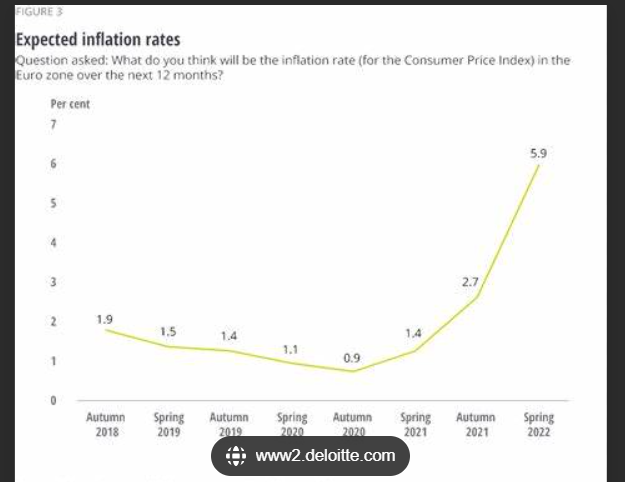 FIGURE 3
Expected inflation rates
Question asked: What do you think will be the inflation rate (for the Consumer Price Index) in the
Euro zone over the next 12 months?
Per cent
7
6
5
4
3
2
1
0
1.9
1.5
1.4
1.1
0.9
1.4
2.7
5.9
Autumn Spring Autumn Spring Autumn Spring Autumn Spring
2018 2019 2019 2020 2020 2021 2021 2022
www2.deloitte.com